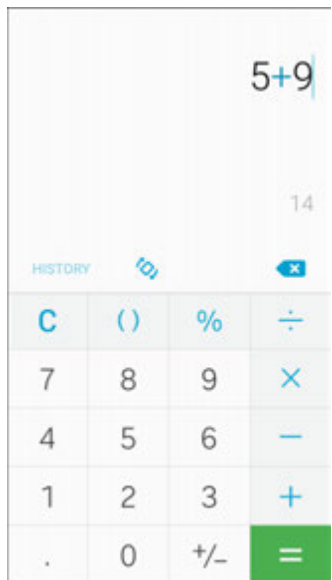 5+9
14
HISTORY
C () % ÷
7 8 9 ×
4 5 6 −
1 2 3 +
. 0 +/− =